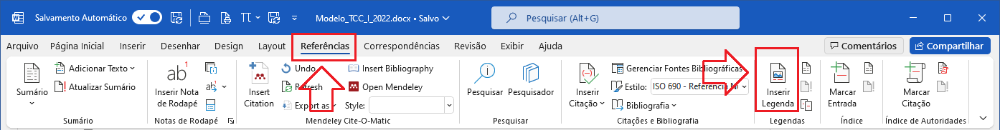 Salvamento Automático
Modelo_TCC_I_2022.docx • Salvo
Pesquisar (Alt+G)
Arquivo Página Inicial Inserir Desenhar Design Layout Referências Correspondências Revisão Exibir Ajuda
Comentários
Compartilhar
Sumário
Adicionar Texto
Atualizar Sumário
Sumário
ab
Inserir Nota
de Rodapé
ab
Notas de Rodapé
Insert
Citation
Undo
Refresh
Export as
Insert Bibliography
Open Mendeley
Style:
Mendeley Cite-O-Matic
Pesquisar
Pesquisador
Pesquisar
Inserir
Citação
Gerenciar Fontes Bibliográficas
Estilo: ISO 690 - Referência
Bibliografia
Citações e Bibliografia
Inserir
Legenda
Legendas
Marcar
Entrada
Índice
Marcar
Citação
Índice de Autoridades